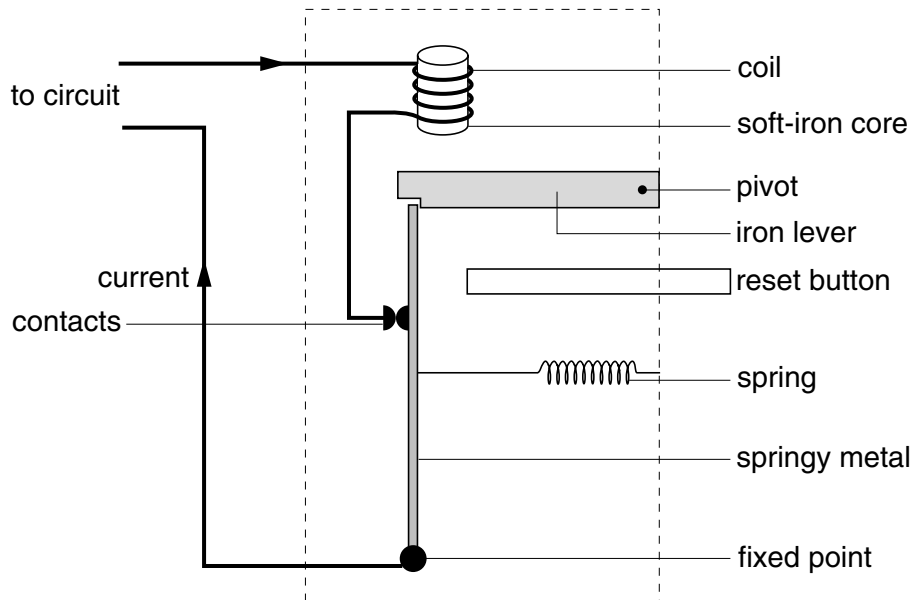 coil
to circuit
soft-iron core
pivot
iron lever
current
reset button
contacts
spring
springy metal
fixed point